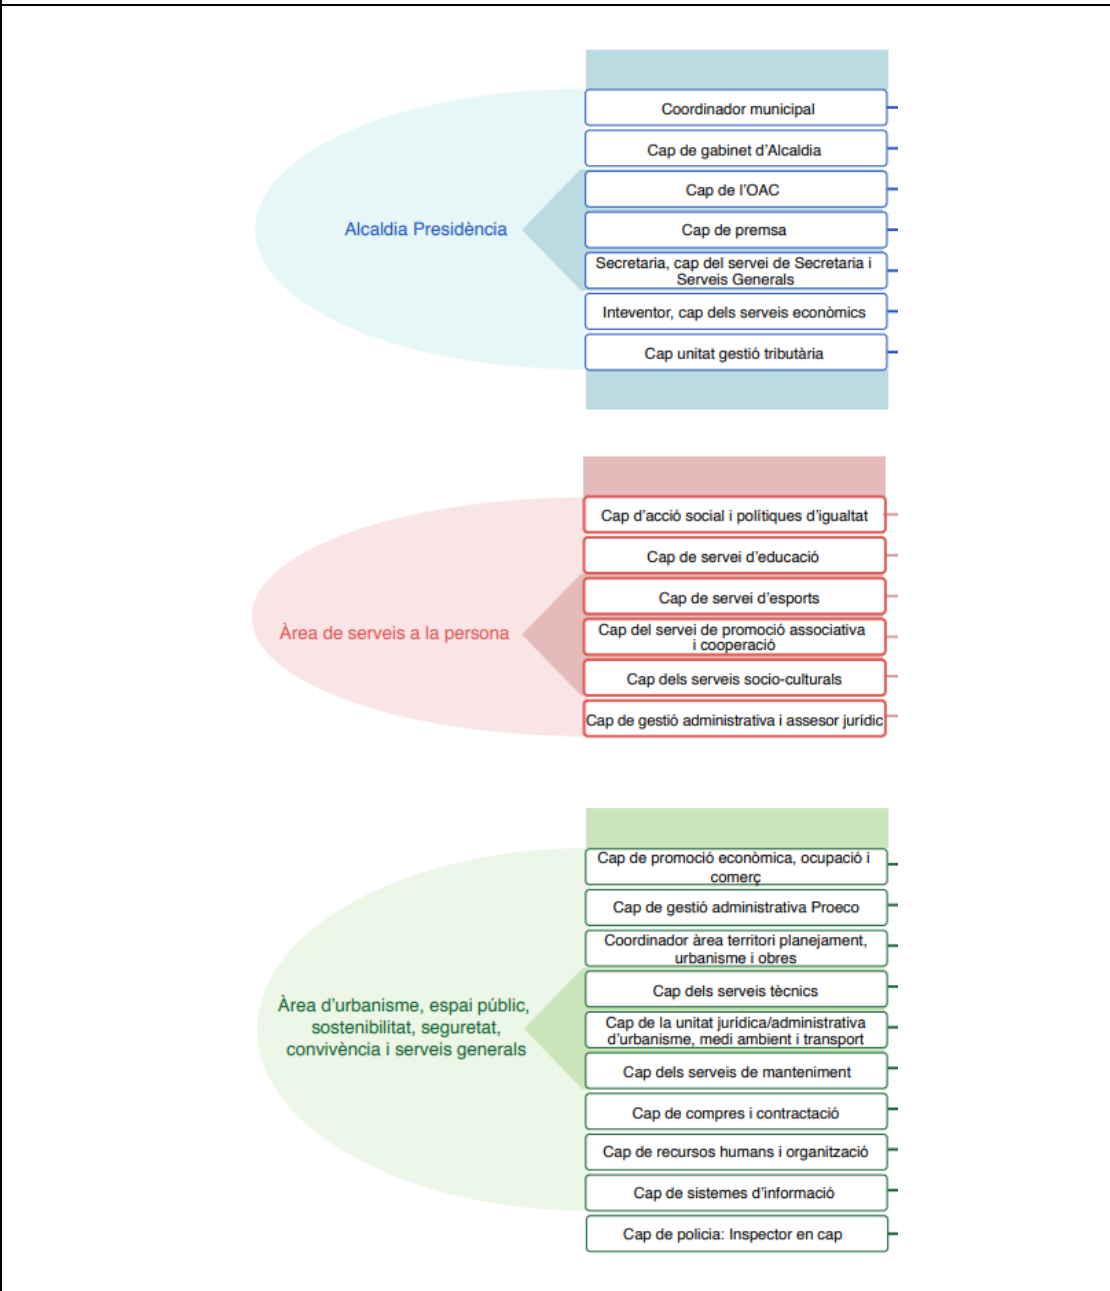 Alcaldia Presidència
Coordinador municipal
Cap de gabinet d'Alcaldia
Cap de l'OAC
Cap de premsa
Secretaria, cap del servei de Secretaria i
Serveis Generals
Inteventor, cap dels serveis econòmics
Cap unitat gestió tributària
Àrea de serveis a la persona
Cap d'acció social i polítiques d'igualtat
Cap de servei d'educació
Cap de servei d'esports
Cap del servei de promoció associativa
i cooperació
Cap dels serveis socio-culturals
Cap de gestió administrativa i assesor jurídic
Àrea d'urbanisme, espai públic,
sostenibilitat, seguretat,
convivència i serveis generals
Cap de promoció econòmica, ocupació i
comerç
Cap de gestió administrativa Proeco
Coordinador àrea territori planejament,
urbanisme i obres
Cap dels serveis tècnics
Cap de la unitat jurídica/administrativa
d'urbanisme, medi ambient i transport
Cap dels serveis de manteniment
Cap de compres i contractació
Cap de recursos humans i organització
Cap de sistemes d'informació
Cap de policia: Inspector en cap